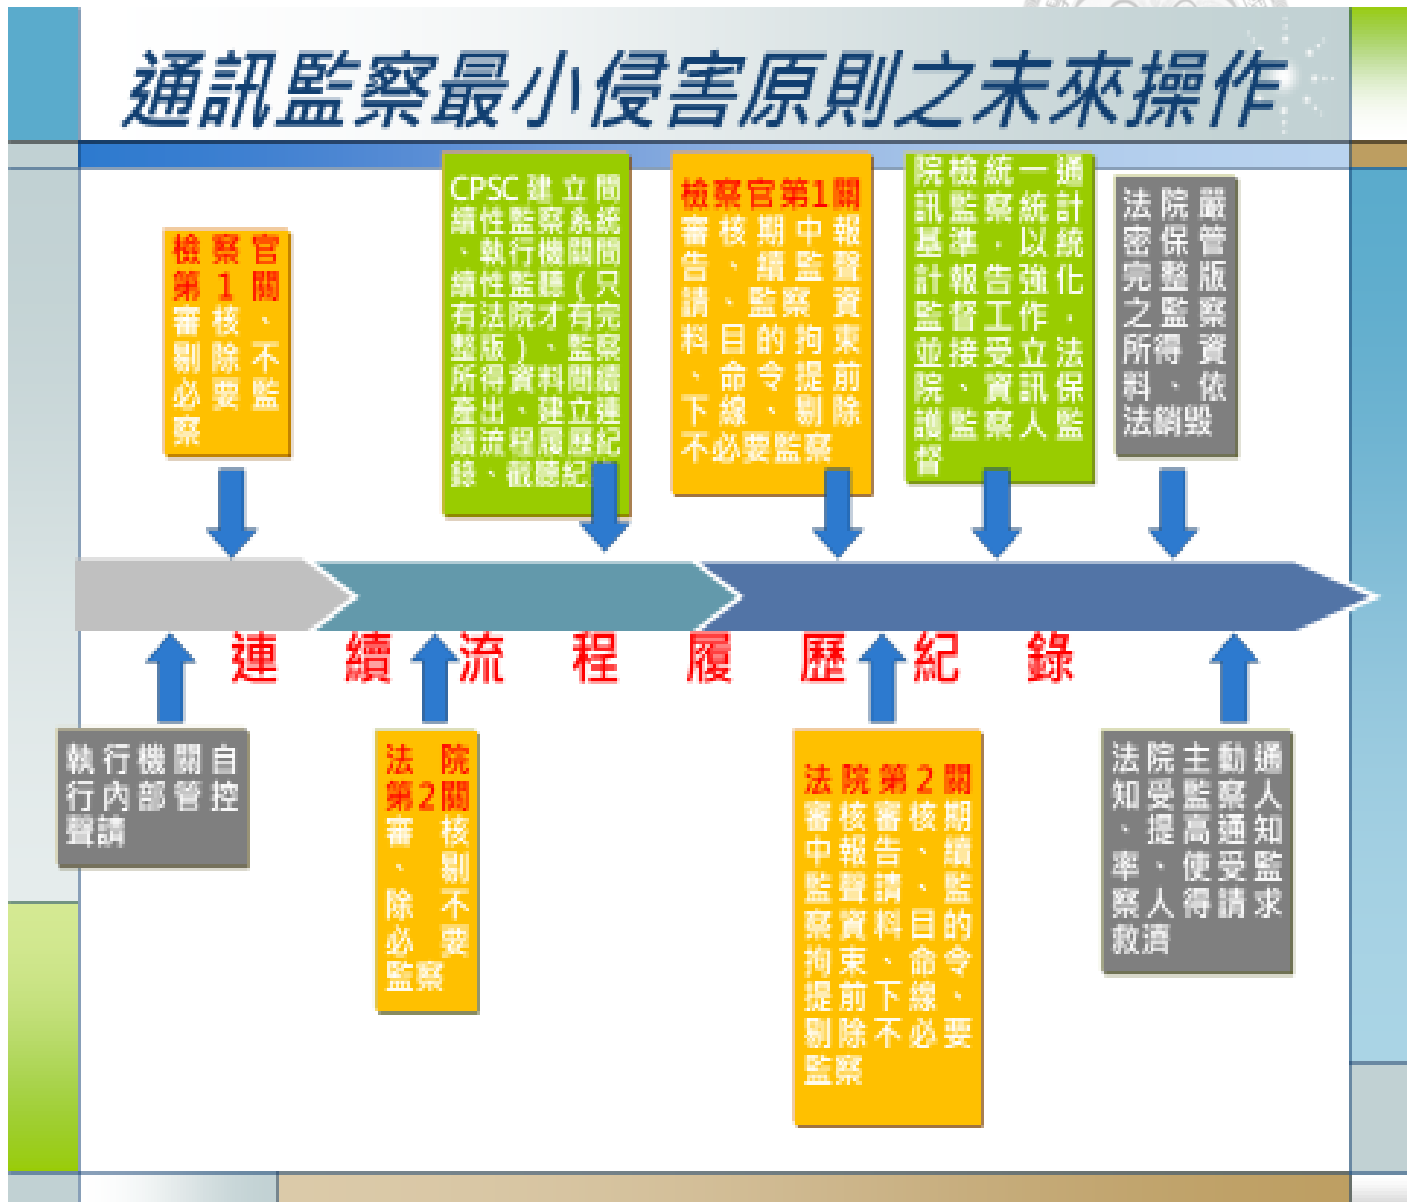 通訊監察最小侵害原則之未來操作
檢察官
第1關
審核、
剔除不
必要監
察
CPSC建立間
續性監察系統
、執行機關間
續性監聽(只
有法院才有完
整版)、監察
所得資料間續
產出、建立連
續流程履歷紀
錄、截聽紀
檢察官第1關
審核期中報
告、續監聲
請、監察資
料目的拘束
、命令提前
下線、剔除
不必要監察
院檢統一通
訊監察統計
基準,以統
計報告強化
監督工作,
並接受立法
院、資訊保
護監察人監
督
法院嚴
密保管
完整版
之監察
所得資
料、依
法銷毀
連續流程履歷紀錄
執行機關自
行內部管控
聲請
法院
第2關
審核
、剔
除不
必要
監察
法院第2關
審核審核期
中報告、續
監聲請、監
察資料目的
拘束、命令
提前下線、
剔除不必要
監察
法院主動通
知受監察人
、提高通知
率,使受監
察人得請求
救濟